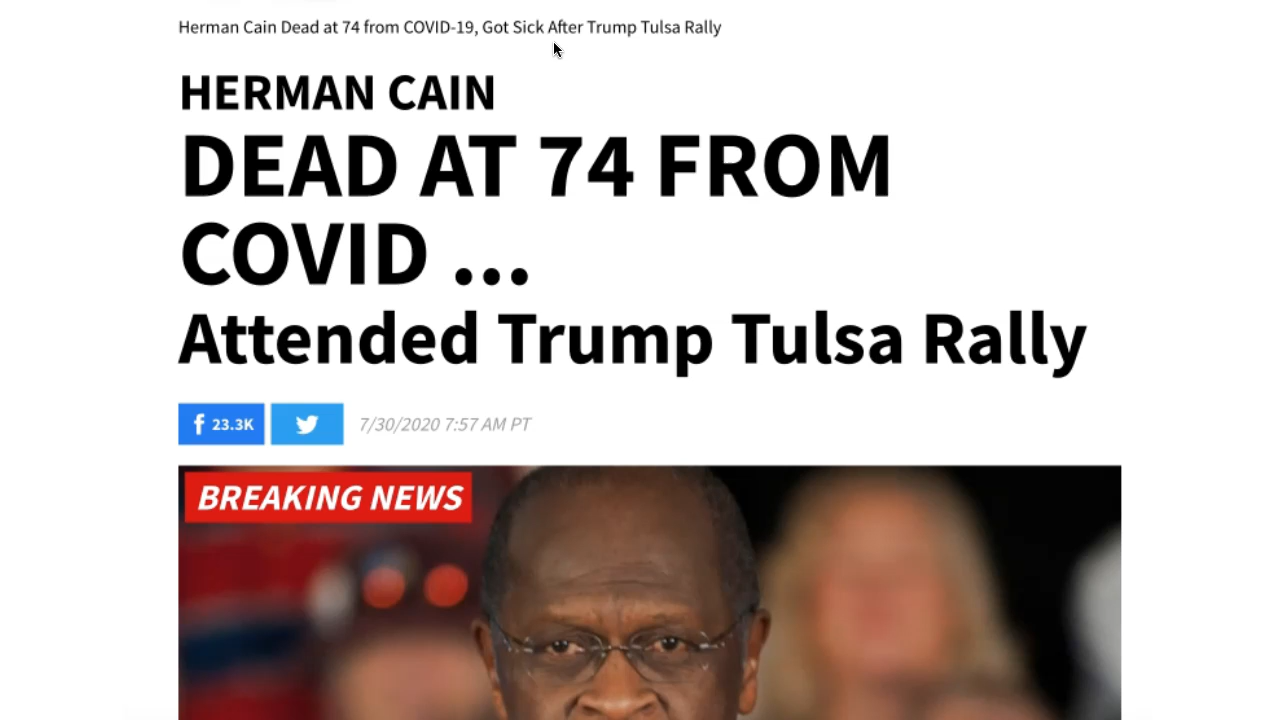 Herman Cain Dead at 74 from COVID-19, Got Sick After Trump Tulsa Rally
HERMAN CAIN
DEAD AT 74 FROM
COVID ...
Attended Trump Tulsa Rally
f 23.3K
7/30/2020 7:57 AM PT
BREAKING NEWS